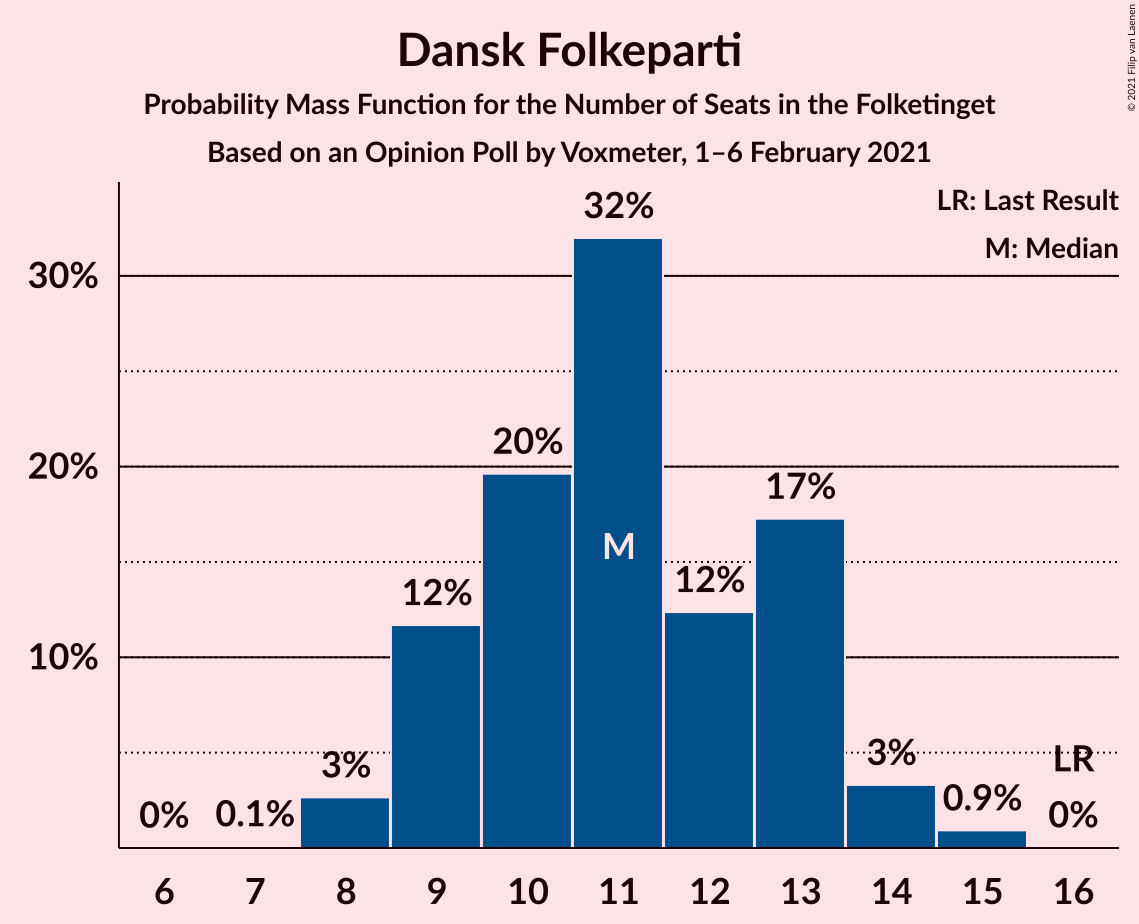 Dansk Folkeparti
Probability Mass Function for the Number of Seats in the Folketinget
Based on an Opinion Poll by Voxmeter, 1–6 February 2021
© 2021 Filip van Laenen
LR: Last Result
M: Median
30%
20%
10%
0%
0.1%
3%
12%
20%
32%
M
12%
17%
3%
0.9%
LR
0%
6 7 8 9 10 11 12 13 14 15 16